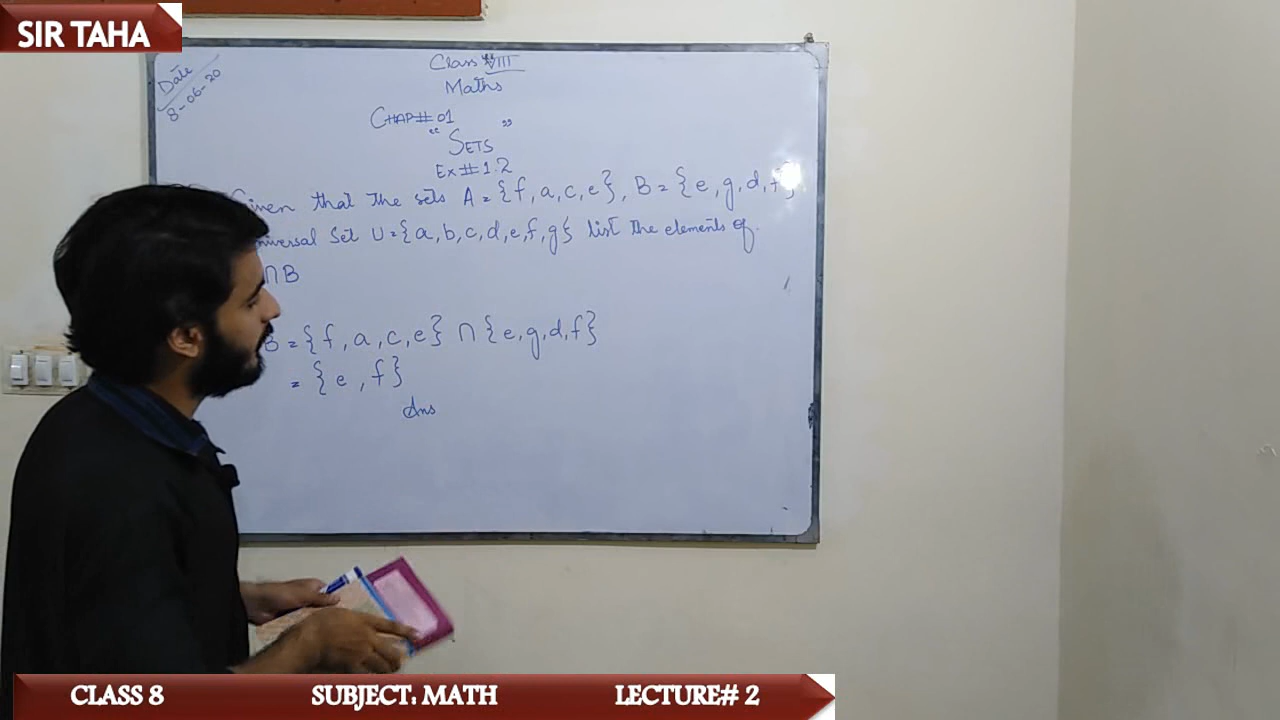 SIR TAHA
Date
8-06-20
Class VIII
Maths
CHAP# 01
"SETS"
Ex # 1.2
Given that the sets A = {f, a, c, e}, B = {e, g, d, f}
Set U = {a, b, c, d, e, f, g} list the elements of
∩ B
B = {f, a, c, e} ∩ {e, g, d, f}
= {e, f}
Ans
CLASS 8 SUBJECT: MATH LECTURE# 2